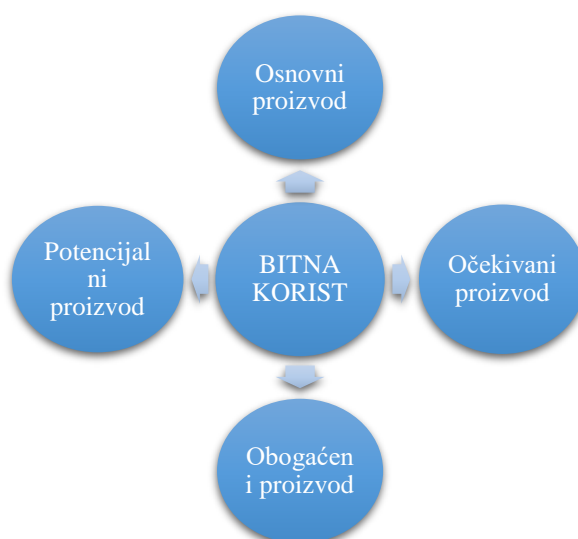 Osnovni
proizvod
Potencijal
ni
proizvod
BITNA
KORIST
Očekivani
proizvod
Obogaćen
i proizvod